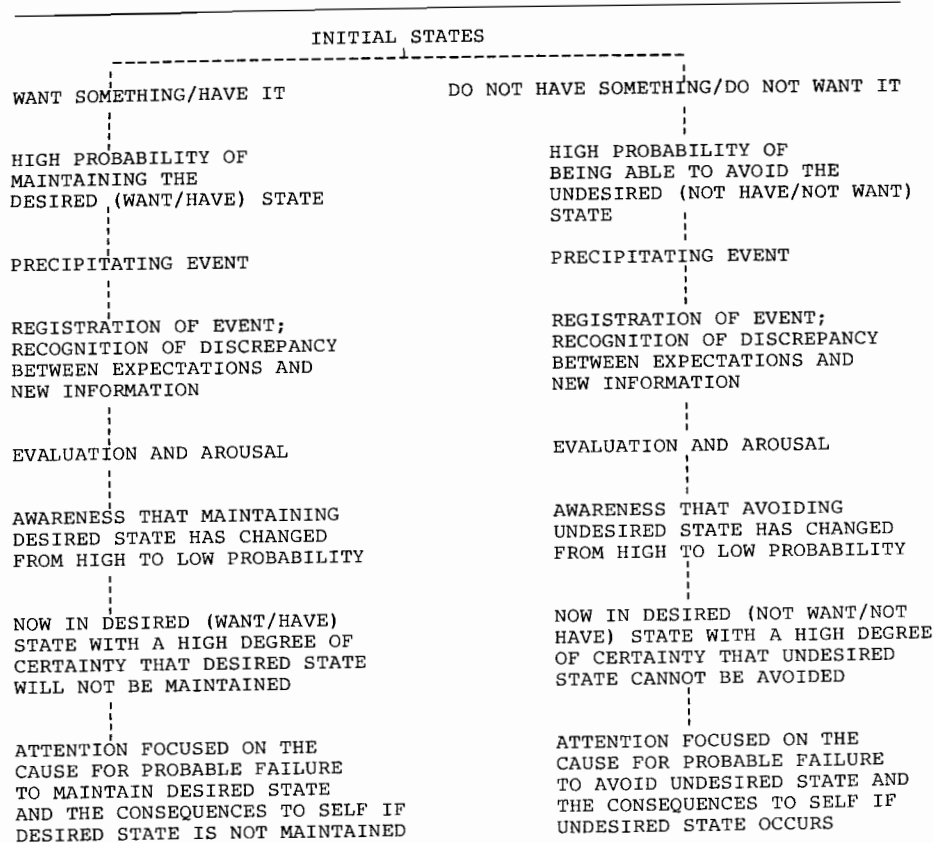 INITIAL STATES
WANT SOMETHING/HAVE IT
HIGH PROBABILITY OF
MAINTAINING THE
DESIRED (WANT/HAVE) STATE
PRECIPITATING EVENT
REGISTRATION OF EVENT;
RECOGNITION OF DISCREPANCY
BETWEEN EXPECTATIONS AND
NEW INFORMATION
EVALUATION AND AROUSAL
AWARENESS THAT MAINTAINING
DESIRED STATE HAS CHANGED
FROM HIGH TO LOW PROBABILITY
NOW IN DESIRED (WANT/HAVE)
STATE WITH A HIGH DEGREE OF
CERTAINTY THAT DESIRED STATE
WILL NOT BE MAINTAINED
ATTENTION FOCUSED ON THE
CAUSE FOR PROBABLE FAILURE
TO MAINTAIN DESIRED STATE
AND THE CONSEQUENCES TO SELF IF
DESIRED STATE IS NOT MAINTAINED
DO NOT HAVE SOMETHING/DO NOT WANT IT
HIGH PROBABILITY OF
BEING ABLE TO AVOID THE
UNDESIRED (NOT HAVE/NOT WANT)
STATE
PRECIPITATING EVENT
REGISTRATION OF EVENT;
RECOGNITION OF DISCREPANCY
BETWEEN EXPECTATIONS AND
NEW INFORMATION
EVALUATION AND AROUSAL
AWARENESS THAT AVOIDING
UNDESIRED STATE HAS CHANGED
FROM HIGH TO LOW PROBABILITY
NOW IN DESIRED (NOT WANT/NOT
HAVE) STATE WITH A HIGH DEGREE
OF CERTAINTY THAT UNDESIRED
STATE CANNOT BE AVOIDED
ATTENTION FOCUSED ON THE
CAUSE FOR PROBABLE FAILURE
TO AVOID UNDESIRED STATE AND
THE CONSEQUENCES TO SELF IF
UNDESIRED STATE OCCURS